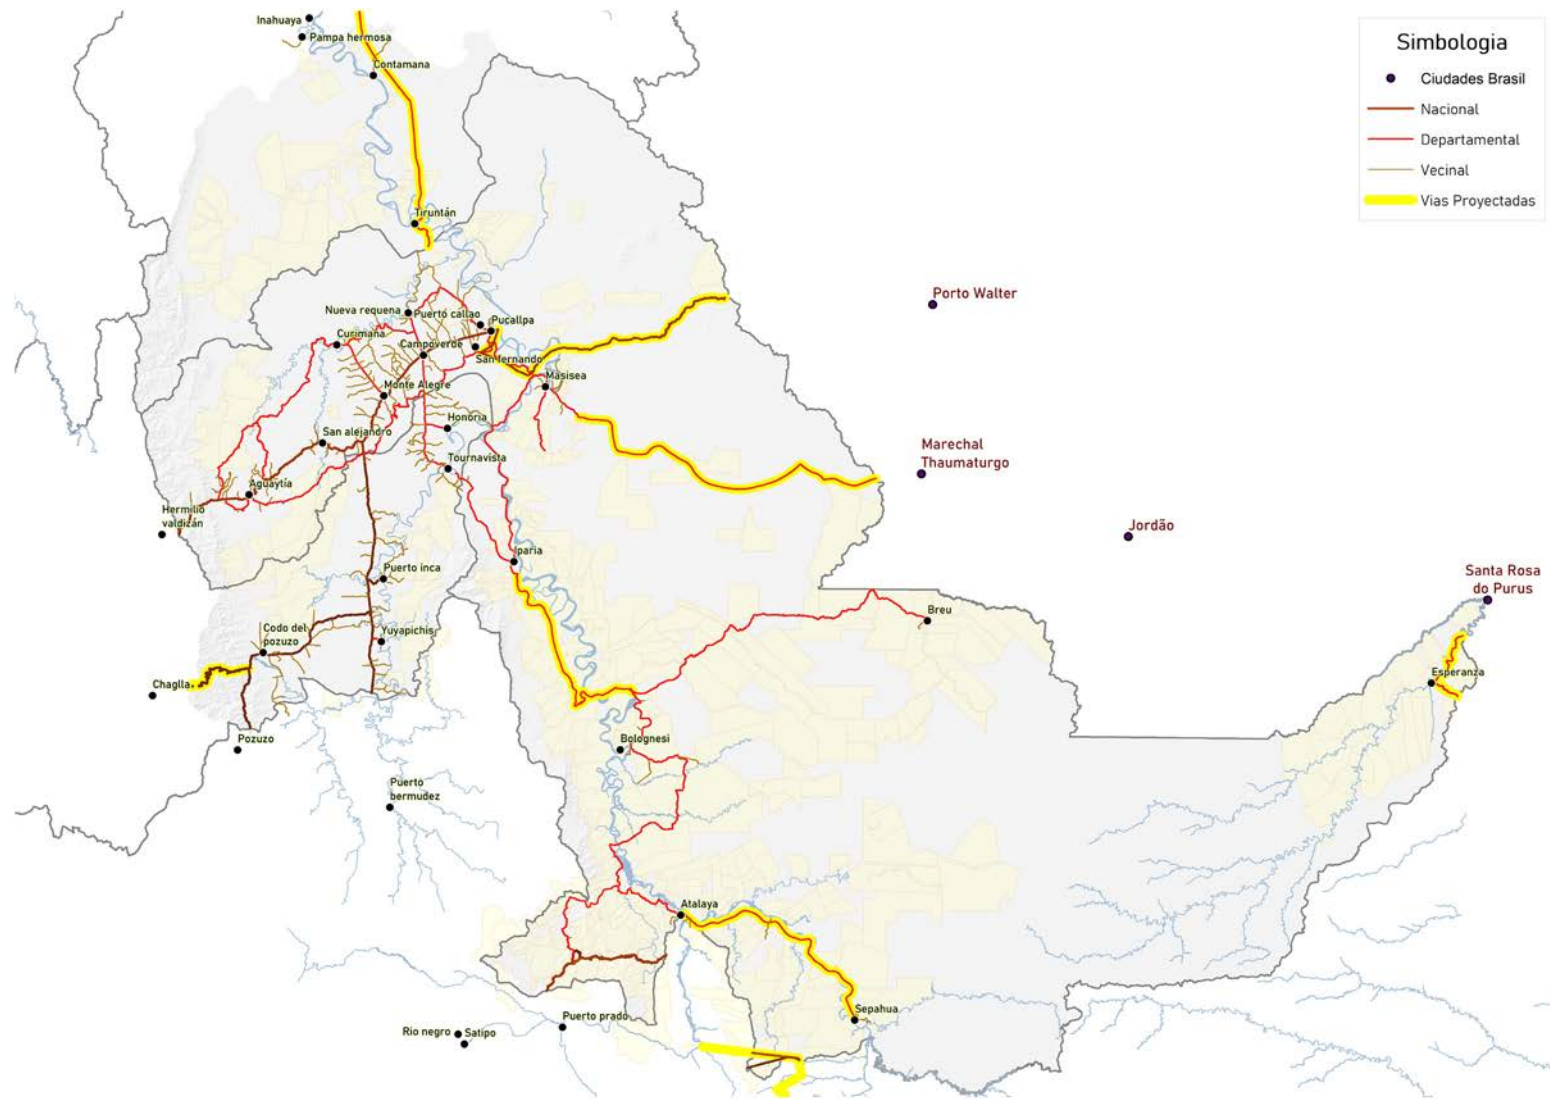 Inahuaya
Pampa hermosa
Contamana
Simbologia
Ciudades Brasil
Nacional
Departamental
Vecinal
Vias Proyectadas
Tiruntán
Porto Walter
Nueva requena
Puerto callao
Pucallpa
Curimana
Campoverde
San fernando
Masisea
Monte Alegre
Honoria
San alejandro
Marechal
Thaumaturgo
Tournavista
Aguaytía
Hermilio
valdizán
Jordão
Iparia
Puerto inca
Santa Rosa
do Purus
Breu
Codo del
pozuzo
Yuyapichis
Chaglla
Esperanza
Pozuzo
Bolognesi
Puerto
bermudez
Atalaya
Sepahua
Puerto prado
Rio negro
Satipo